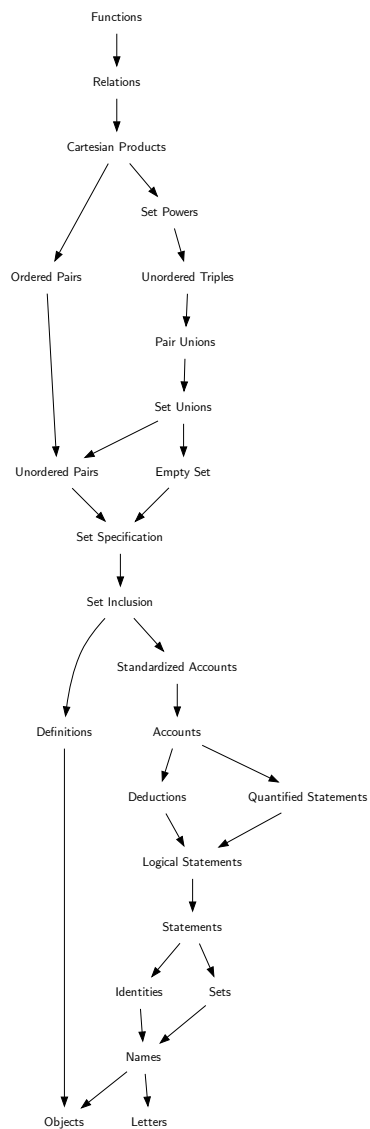 Functions
Relations
Cartesian Products
Set Powers
Ordered Pairs
Unordered Triples
Pair Unions
Set Unions
Unordered Pairs
Empty Set
Set Specification
Set Inclusion
Standardized Accounts
Definitions
Accounts
Deductions
Quantified Statements
Logical Statements
Statements
Identities
Sets
Names
Objects
Letters